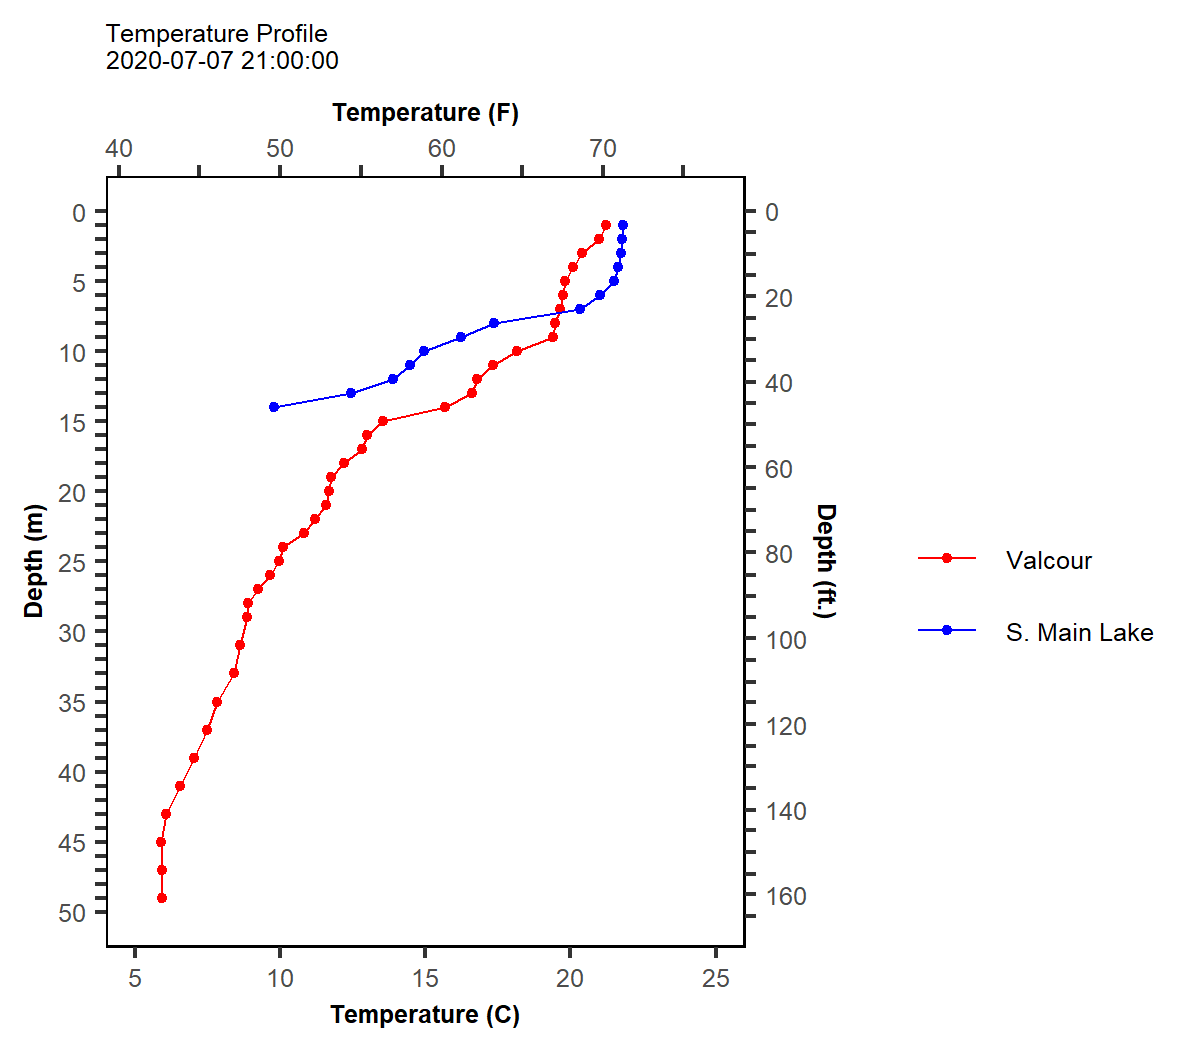 Temperature Profile
2020-07-07 21:00:00
Temperature (F)
40 50 60 70
0
5
10
15
20
25
30
35
40
45
50
Depth (m)
0
20
40
60
80
100
120
140
160
Depth (ft.)
Valcour
S. Main Lake
5 10 15 20 25
Temperature (C)